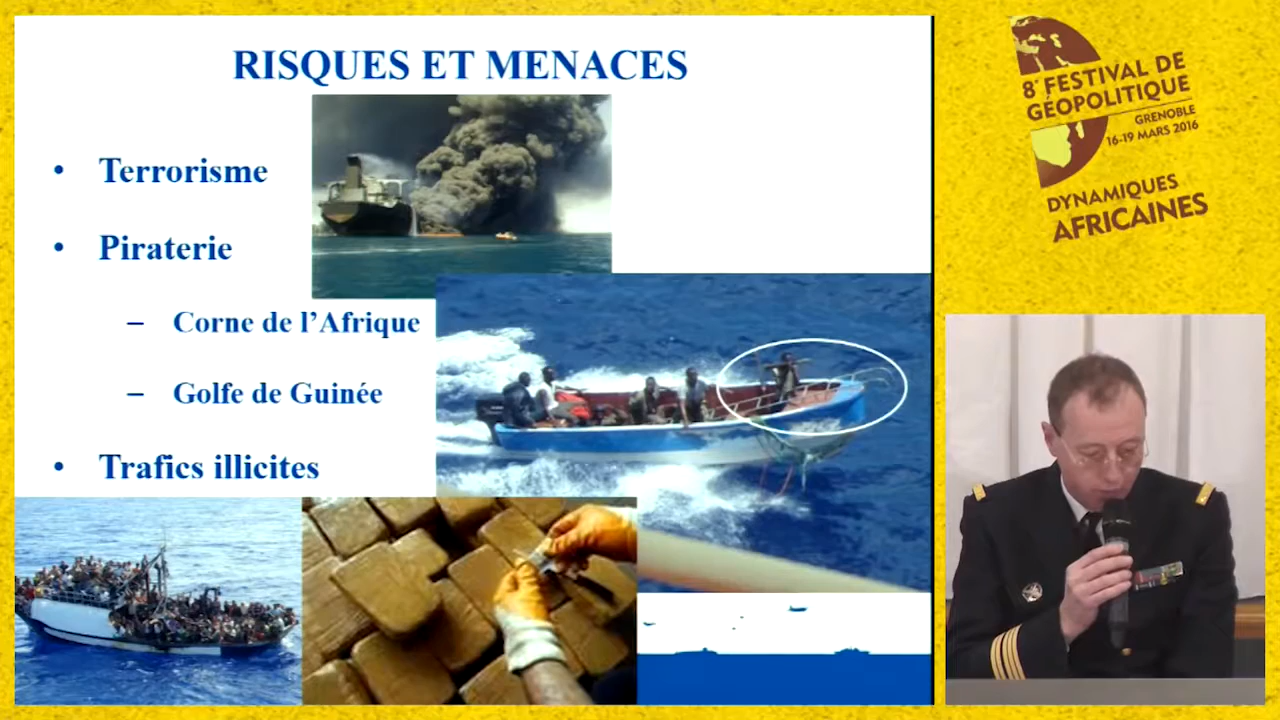 RISQUES ET MENACES
• Terrorisme
• Piraterie
– Corne de l’Afrique
– Golfe de Guinée
• Trafics illicites
8e FESTIVAL DE
GÉOPOLITIQUE
GRENOBLE
16-19 MARS 2016
DYNAMIQUES
AFRICAINES